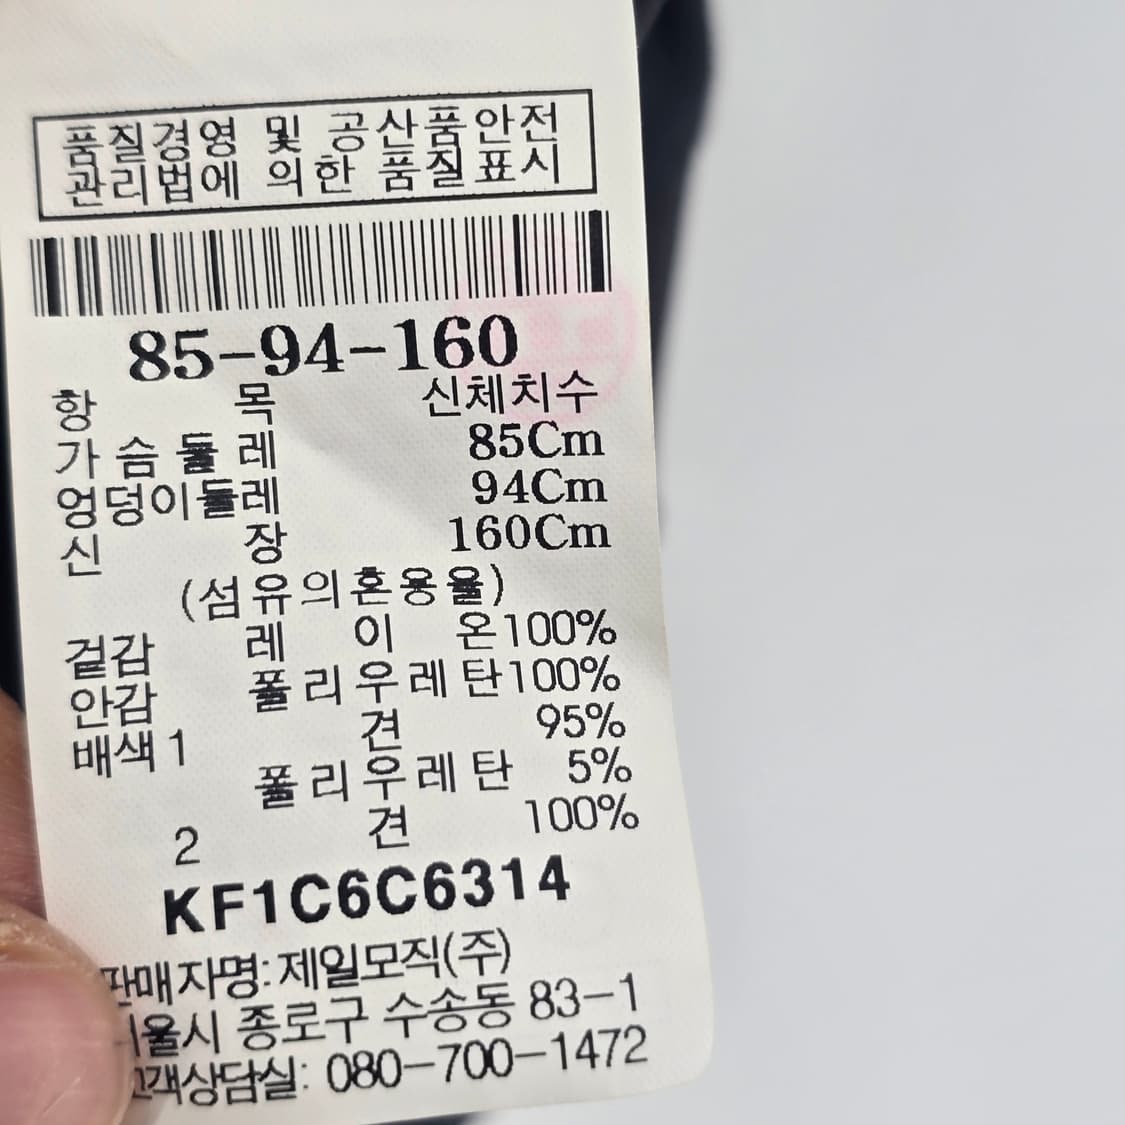 품질경영 및 공산품안전
관리법에 의한 품질표시
85-94-160
항 목 신체치수
가슴둘레 85Cm
엉덩이둘레 94Cm
신 장 160Cm
(섬유의혼용율)
겉감 레이온100%
안감 폴리우레탄100%
배색1 견 95%
폴리우레탄 5%
2 견 100%
KF1C6C6314
판매자명: 제일모직(주)
서울시 종로구 수송동 83-1
고객상담실: 080-700-1472